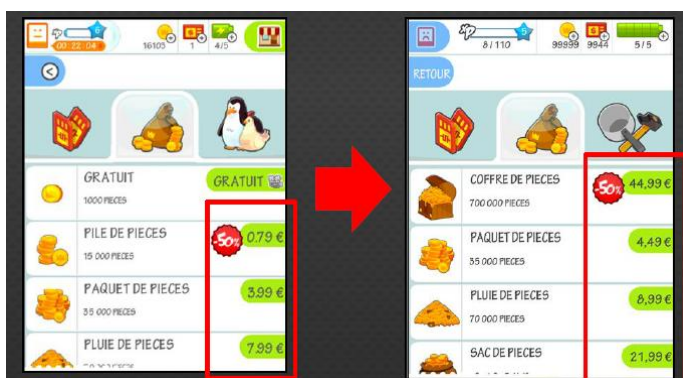 6
00:22:04
16105
1
4/5
GRATUIT
1000 PIECES
GRATUIT
PILE DE PIECES
15 000 PIECES
-50%
0.79 €
PAQUET DE PIECES
35 000 PIECES
3.99 €
PLUIE DE PIECES
7.99 €
5
8/110
99999
9944
5/5
RETOUR
COFFRE DE PIECES
700 000 PIECES
-50%
44,99 €
PAQUET DE PIECES
35 000 PIECES
4,49 €
PLUIE DE PIECES
70 000 PIECES
8,99 €
SAC DE PIECES
21,99 €